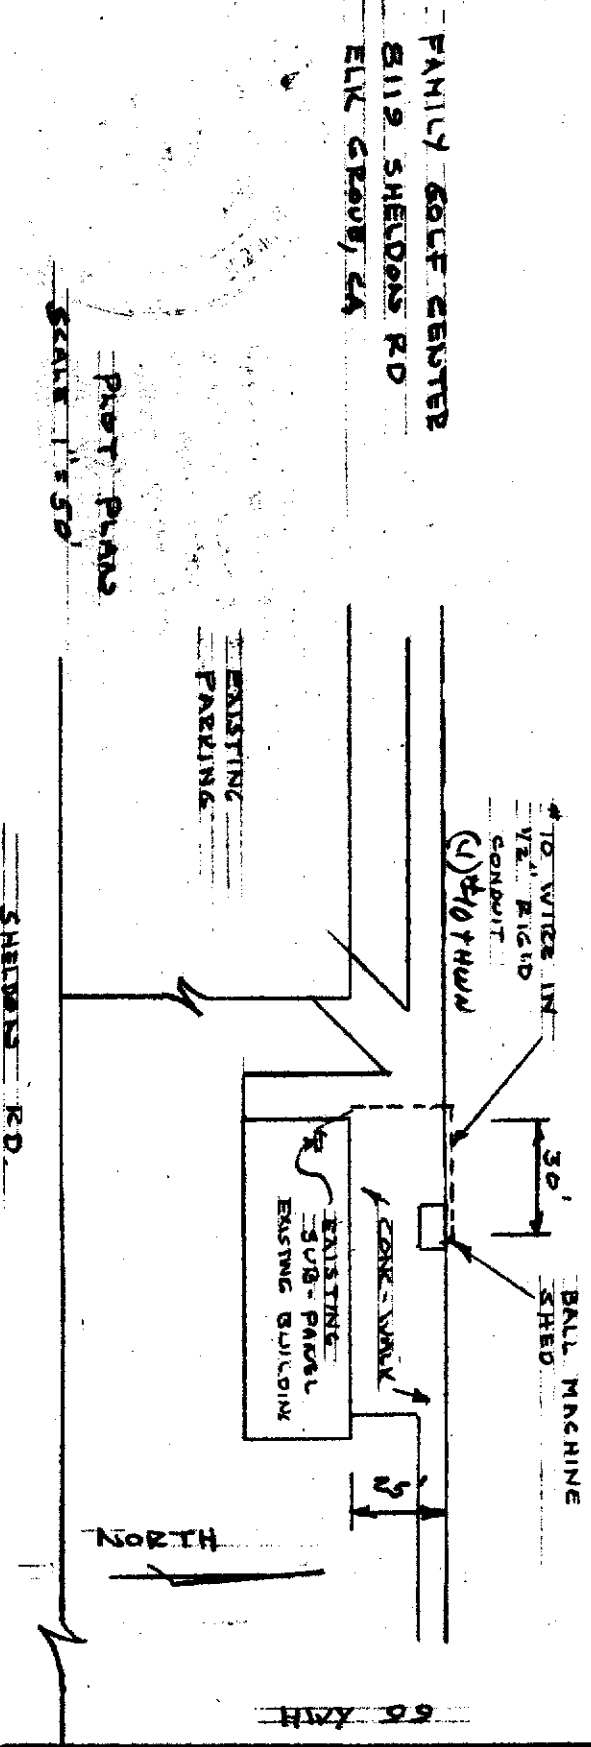 FAMILY GOLF CENTER
8119 SHELDON RD
ELK GROVE, CA
PLOT PLAN
SCALE 1"=50'
EXISTING
PARKING
#10 WIRE IN
1/2" RIGID
CONDUIT
(4)#10THWN
30'
BALL MACHINE
SHED
CONC-WALK
EXISTING
SUB-PANEL
EXISTING BUILDING
NORTH
SHELDON RD.
HWY 99